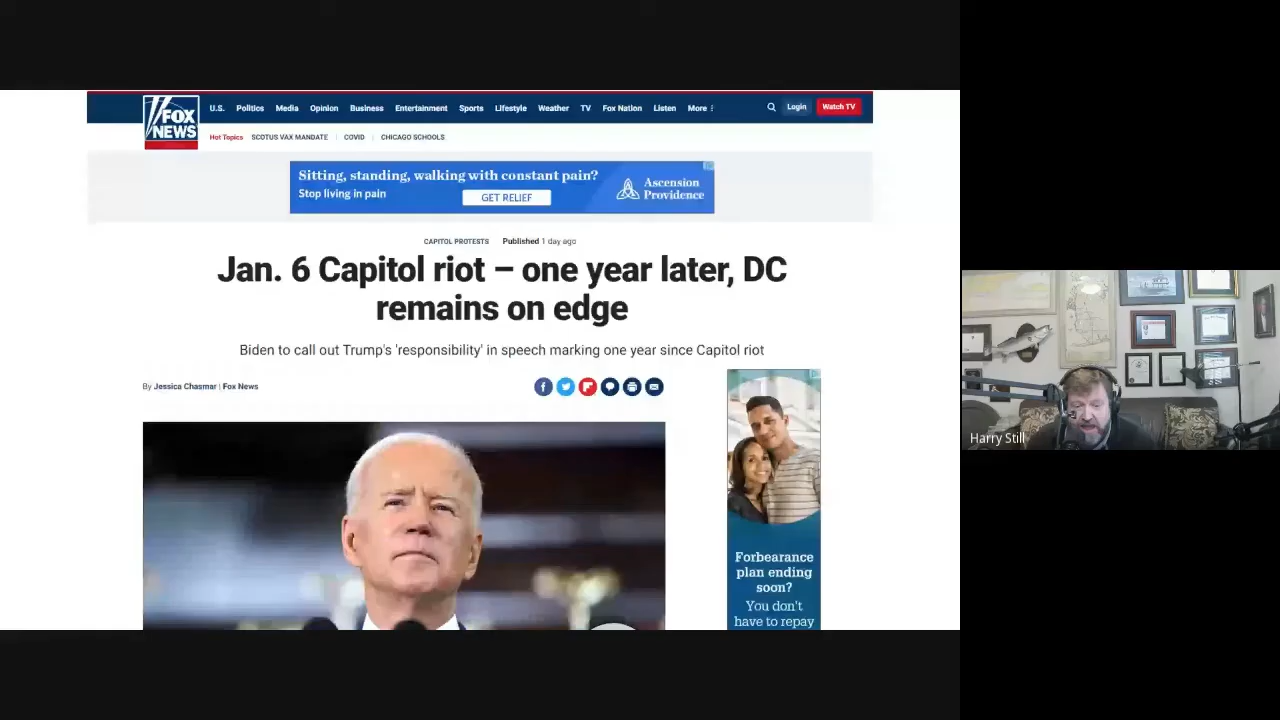 FOX
NEWS
U.S. Politics Media Opinion Business Entertainment Sports Lifestyle Weather TV Fox Nation Listen More
Login
Watch TV
Hot Topics SCOTUS VAX MANDATE COVID CHICAGO SCHOOLS
Sitting, standing, walking with constant pain?
Stop living in pain
GET RELIEF
Ascension
Providence
CAPITOL PROTESTS Published 1 day ago
Jan. 6 Capitol riot – one year later, DC
remains on edge
Biden to call out Trump's 'responsibility' in speech marking one year since Capitol riot
By Jessica Chasmar | Fox News
Forbearance
plan ending
soon?
You don't
have to repay
Harry Still